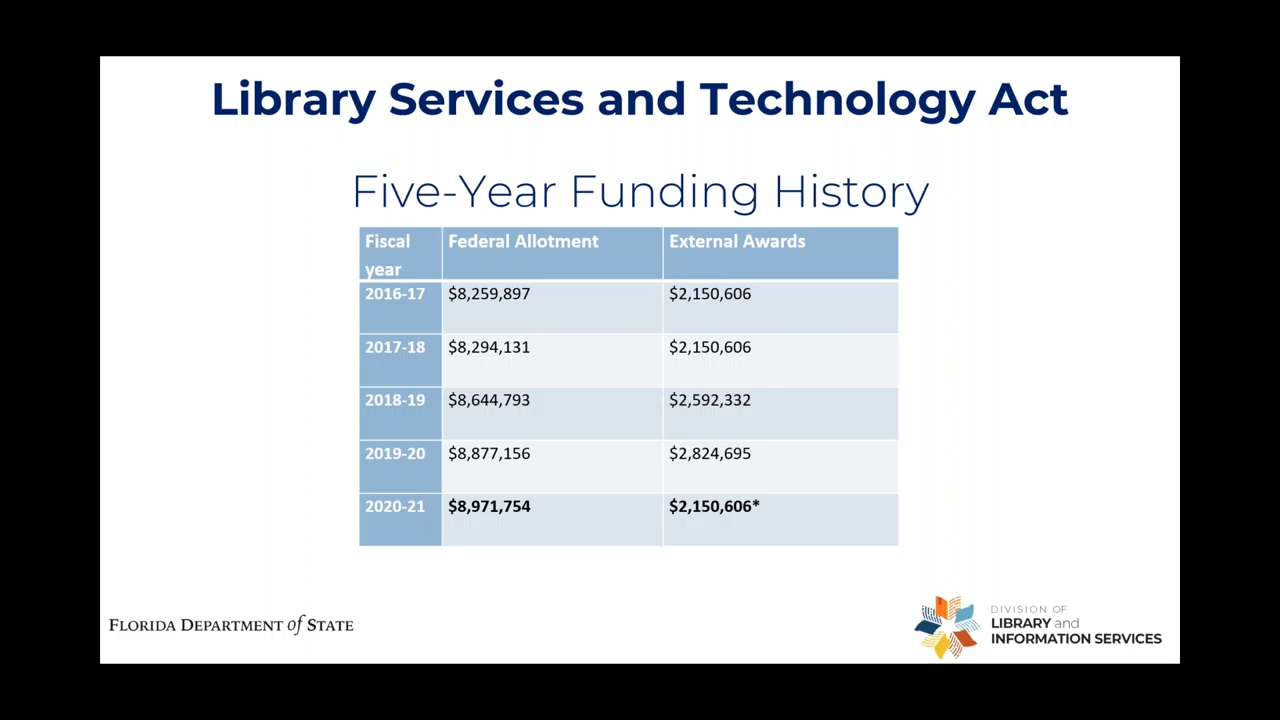 Library Services and Technology Act
Five-Year Funding History
Fiscal year Federal Allotment External Awards
2016-17 $8,259,897 $2,150,606
2017-18 $8,294,131 $2,150,606
2018-19 $8,644,793 $2,592,332
2019-20 $8,877,156 $2,824,695
2020-21 $8,971,754 $2,150,606*
FLORIDA DEPARTMENT of STATE
DIVISION OF
LIBRARY and
INFORMATION SERVICES